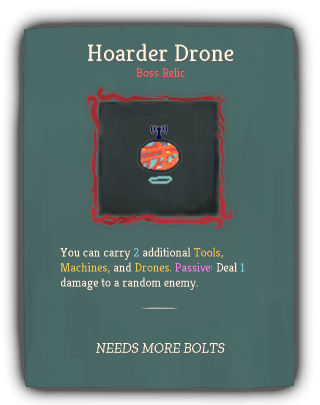 Hoarder Drone
Boss Relic
You can carry 2 additional Tools,
Machines, and Drones. Passive: Deal 1
damage to a random enemy.
NEEDS MORE BOLTS